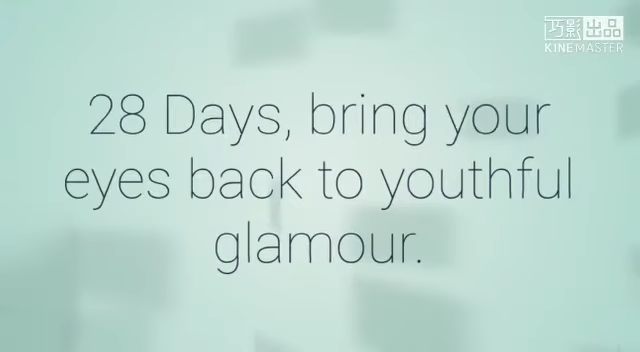 巧影出品
KINEMASTER
28 Days, bring your
eyes back to youthful
glamour.